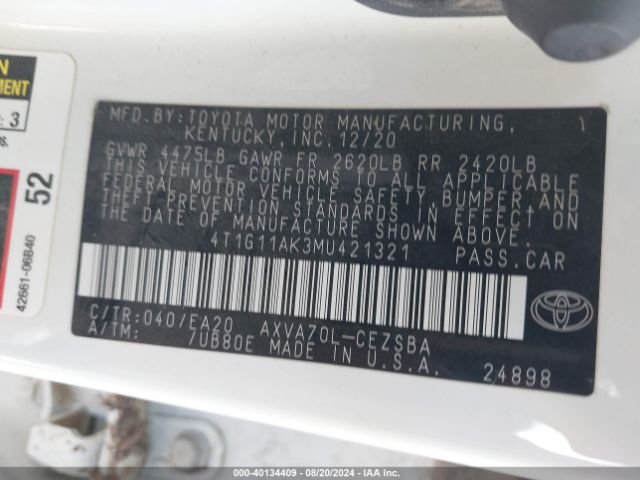 MFD.BY: TOYOTA MOTOR MANUFACTURING,
KENTUCKY, INC. 12/20
GVWR 4475LB GAWR FR 2620LB RR 2420LB
THIS VEHICLE CONFORMS TO ALL APPLICABLE
FEDERAL MOTOR VEHICLE SAFETY, BUMPER, AND
THEFT PREVENTION STANDARDS IN EFFECT ON
THE DATE OF MANUFACTURE SHOWN ABOVE.
4T1G11AK3MU421321 PASS.CAR
C/TR: 040/EA20 AXVA70L-CEZSBA
A/TM: 7UB80E MADE IN U.S.A.
24898
52
42661-06B40
3
000-40134409 - 08/20/2024 - IAA Inc.